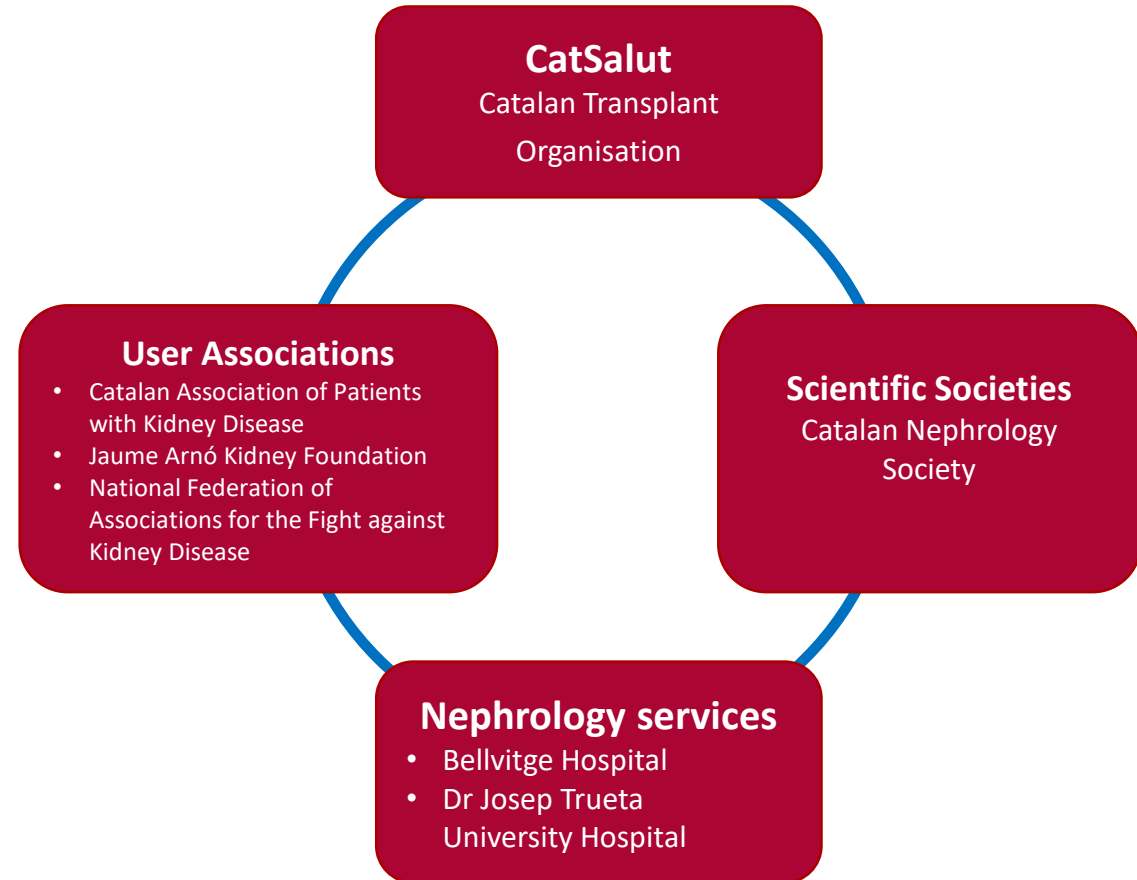 CatSalut
Catalan Transplant
Organisation
User Associations
• Catalan Association of Patients
with Kidney Disease
• Jaume Arnó Kidney Foundation
• National Federation of
Associations for the Fight against
Kidney Disease
Scientific Societies
Catalan Nephrology
Society
Nephrology services
• Bellvitge Hospital
• Dr Josep Trueta
University Hospital